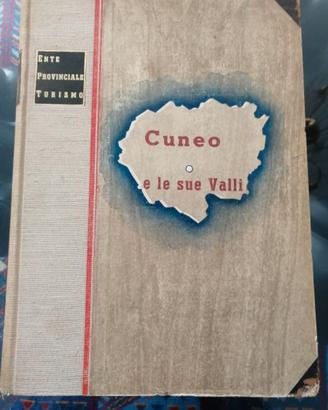 ENTE
PROVINCIALE
TURISMO
Cuneo
e le sue Valli